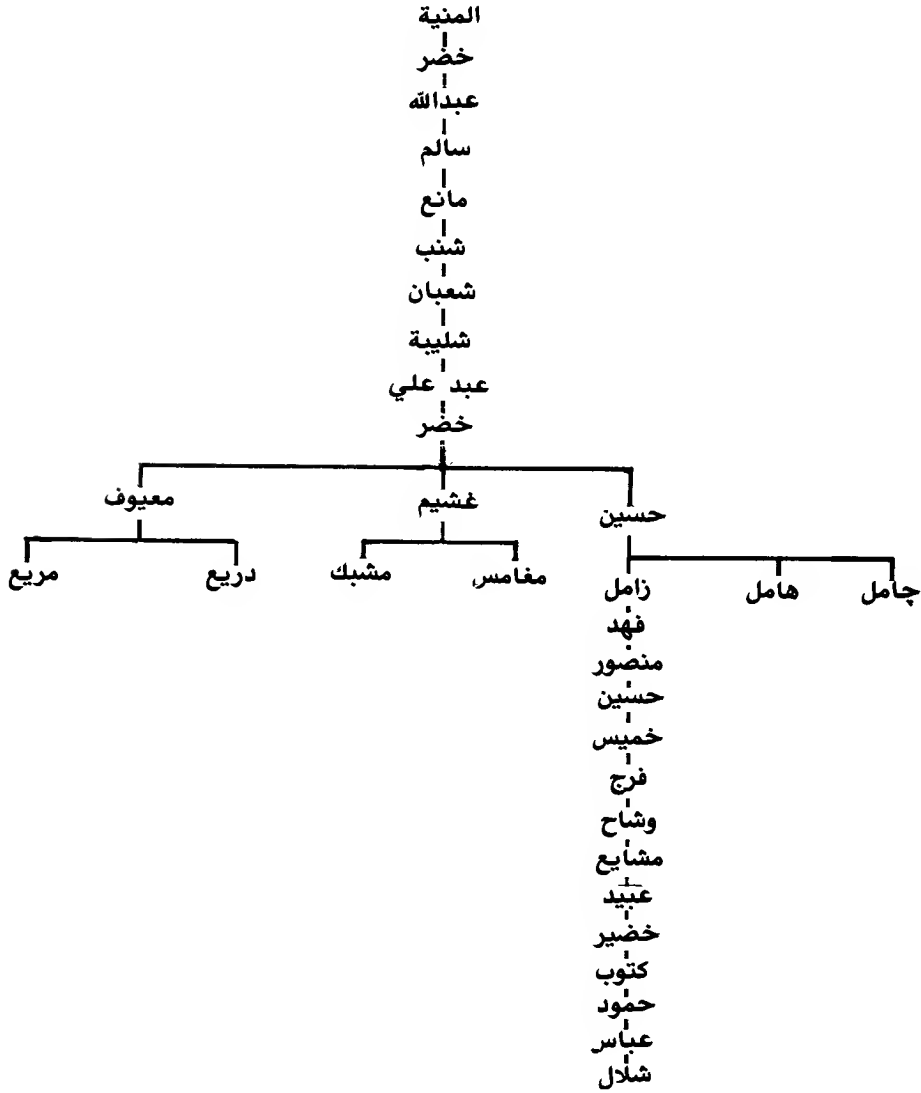 المنية
خضر
عبدالله
سالم
مانع
شنب
شعبان
شليبة
عبد علي
خضر
حسين غشيم معيوف
چامل هامل زامل مغامس مشبك دريع مريع
فهد
منصور
حسين
خميس
فرج
وشاح
مشايع
عبيد
خضير
كتوب
حمود
عباس
شلال